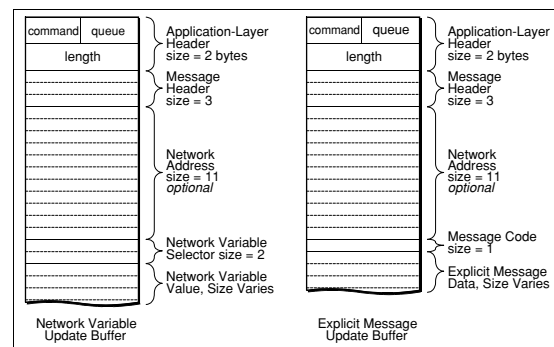 command queue
length
Application-Layer
Header
size = 2 bytes
Message
Header
size = 3
Network
Address
size = 11
optional
Network Variable
Selector size = 2
Network Variable
Value, Size Varies
Network Variable
Update Buffer
command queue
length
Application-Layer
Header
size = 2 bytes
Message
Header
size = 3
Network
Address
size = 11
optional
Message Code
size = 1
Explicit Message
Data, Size Varies
Explicit Message
Update Buffer